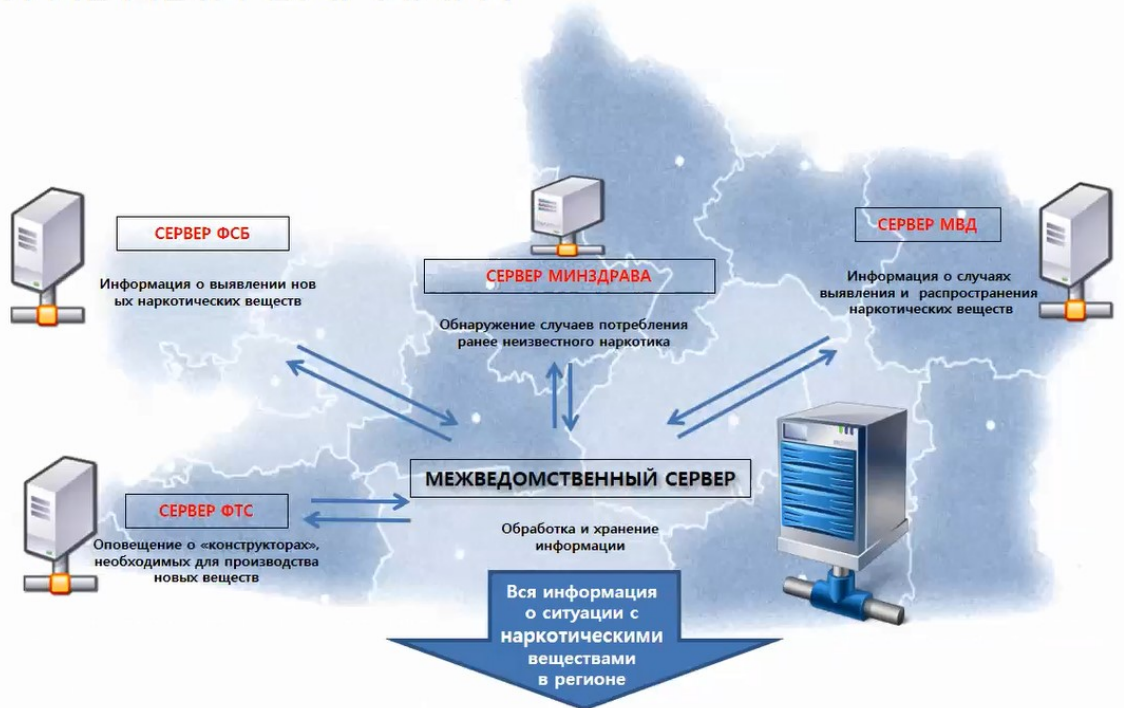 СЕРВЕР ФСБ
Информация о выявлении нов
ых наркотических веществ
СЕРВЕР МИНЗДРАВА
Обнаружение случаев потребления
ранее неизвестного наркотика
СЕРВЕР МВД
Информация о случаях
выявления и распространения
наркотических веществ
СЕРВЕР ФТС
Оповещение о «конструкторах»,
необходимых для производства
новых веществ
МЕЖВЕДОМСТВЕННЫЙ СЕРВЕР
Обработка и хранение
информации
Вся информация
о ситуации с
наркотическими
веществами
в регионе